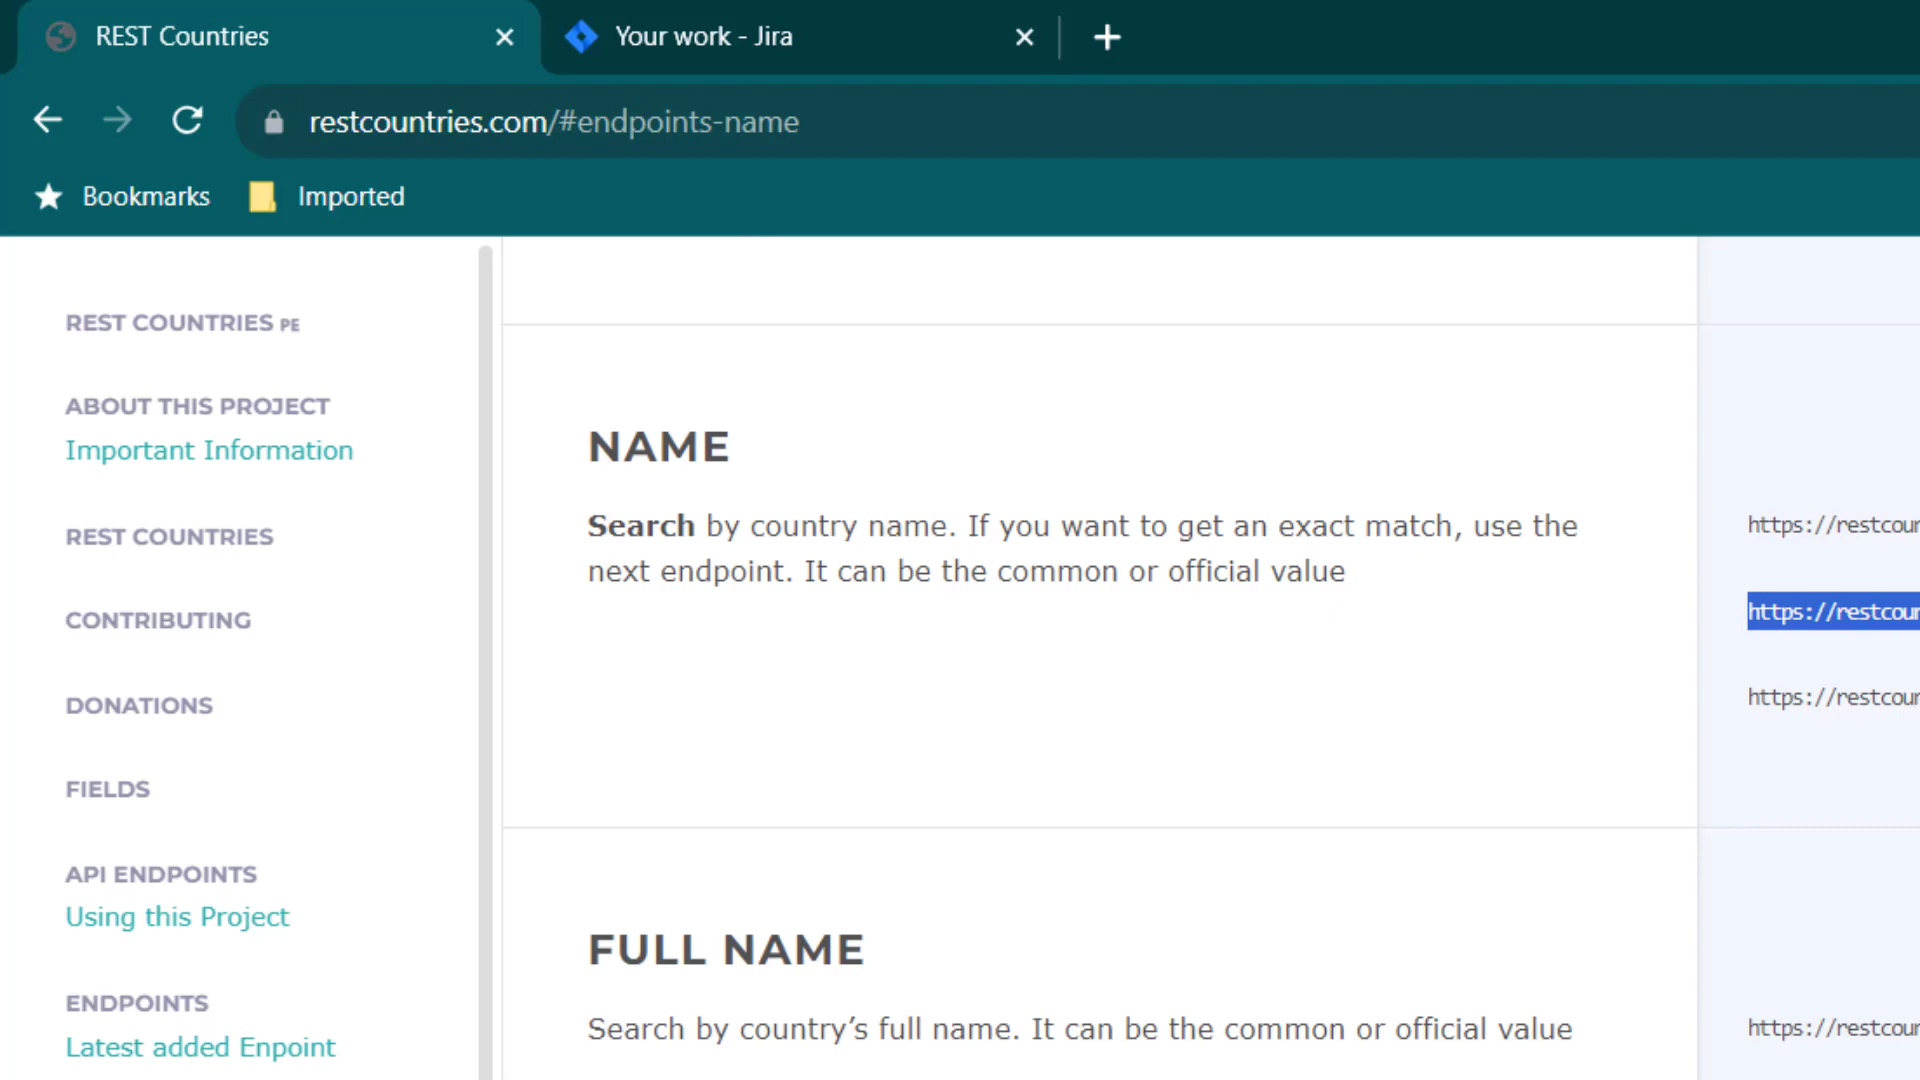 REST Countries
Your work - Jira
restcountries.com/#endpoints-name
Bookmarks
Imported
REST COUNTRIES PE
ABOUT THIS PROJECT
Important Information
REST COUNTRIES
CONTRIBUTING
DONATIONS
FIELDS
API ENDPOINTS
Using this Project
ENDPOINTS
Latest added Enpoint
NAME
Search by country name. If you want to get an exact match, use the
next endpoint. It can be the common or official value
FULL NAME
Search by country’s full name. It can be the common or official value
https://restcour
https://restcour
https://restcour
https://restcour